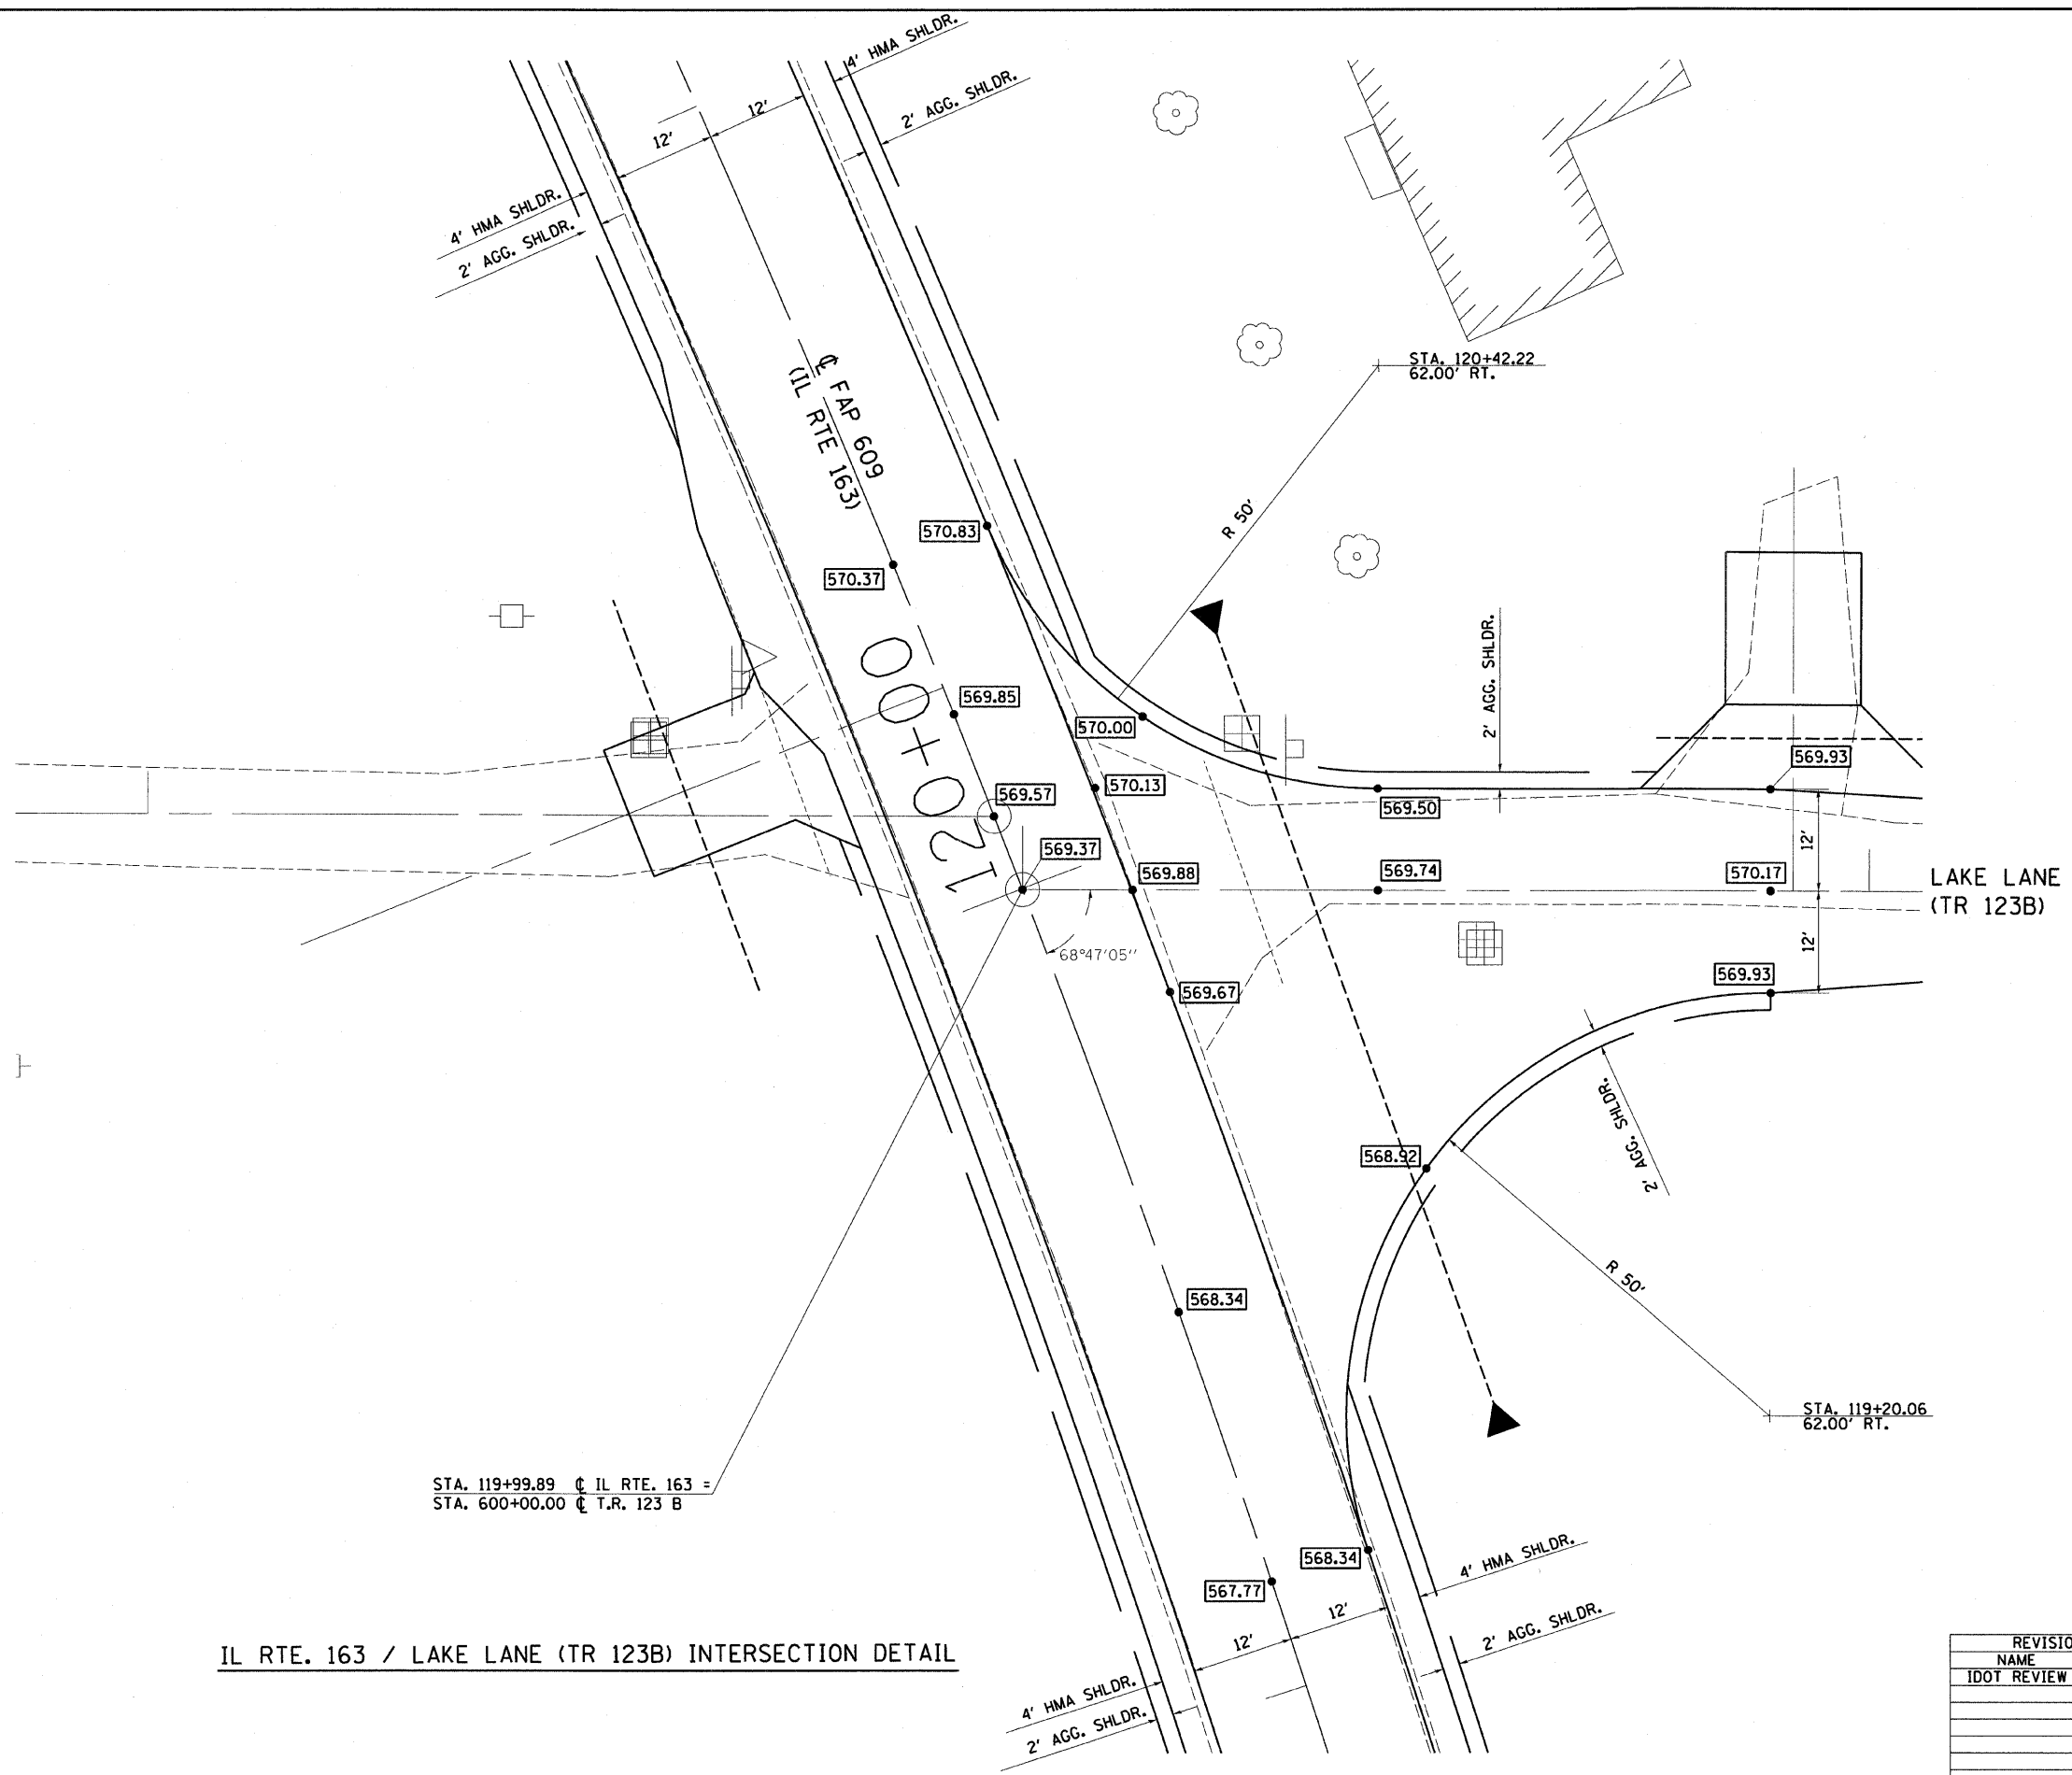 4' HMA SHLDR.
2' AGG. SHLDR.
12'
12'
4' HMA SHLDR.
2' AGG. SHLDR.
℄ FAP 609
(IL RTE 163)
STA. 120+42.22
62.00' RT.
R 50'
570.83
570.37
120+00
569.85
570.00
2' AGG. SHLDR.
569.93
569.57
570.13
569.50
569.37
569.88
569.74
570.17
12'
12'
LAKE LANE
(TR 123B)
68°47'05''
569.67
569.93
2' AGG. SHLDR.
568.92
R 50'
568.34
STA. 119+20.06
62.00' RT.
STA. 119+99.89 ℄ IL RTE. 163 =
STA. 600+00.00 ℄ T.R. 123 B
568.34
567.77
4' HMA SHLDR.
2' AGG. SHLDR.
12'
12'
4' HMA SHLDR.
2' AGG. SHLDR.
IL RTE. 163 / LAKE LANE (TR 123B) INTERSECTION DETAIL
REVISIO
NAME
IDOT REVIEW